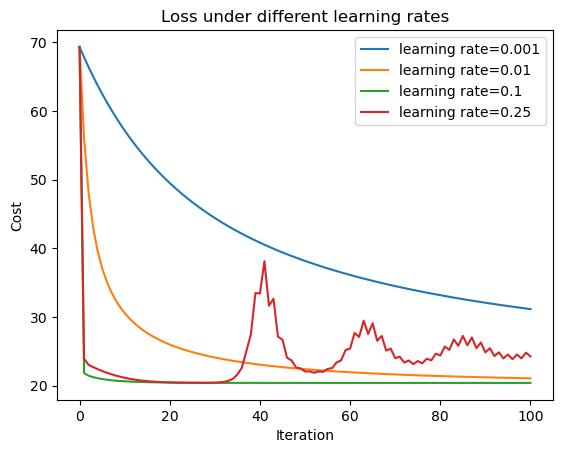 Loss under different learning rates
learning rate=0.001
learning rate=0.01
learning rate=0.1
learning rate=0.25
70
60
50
40
30
20
Cost
0
20
40
60
80
100
Iteration